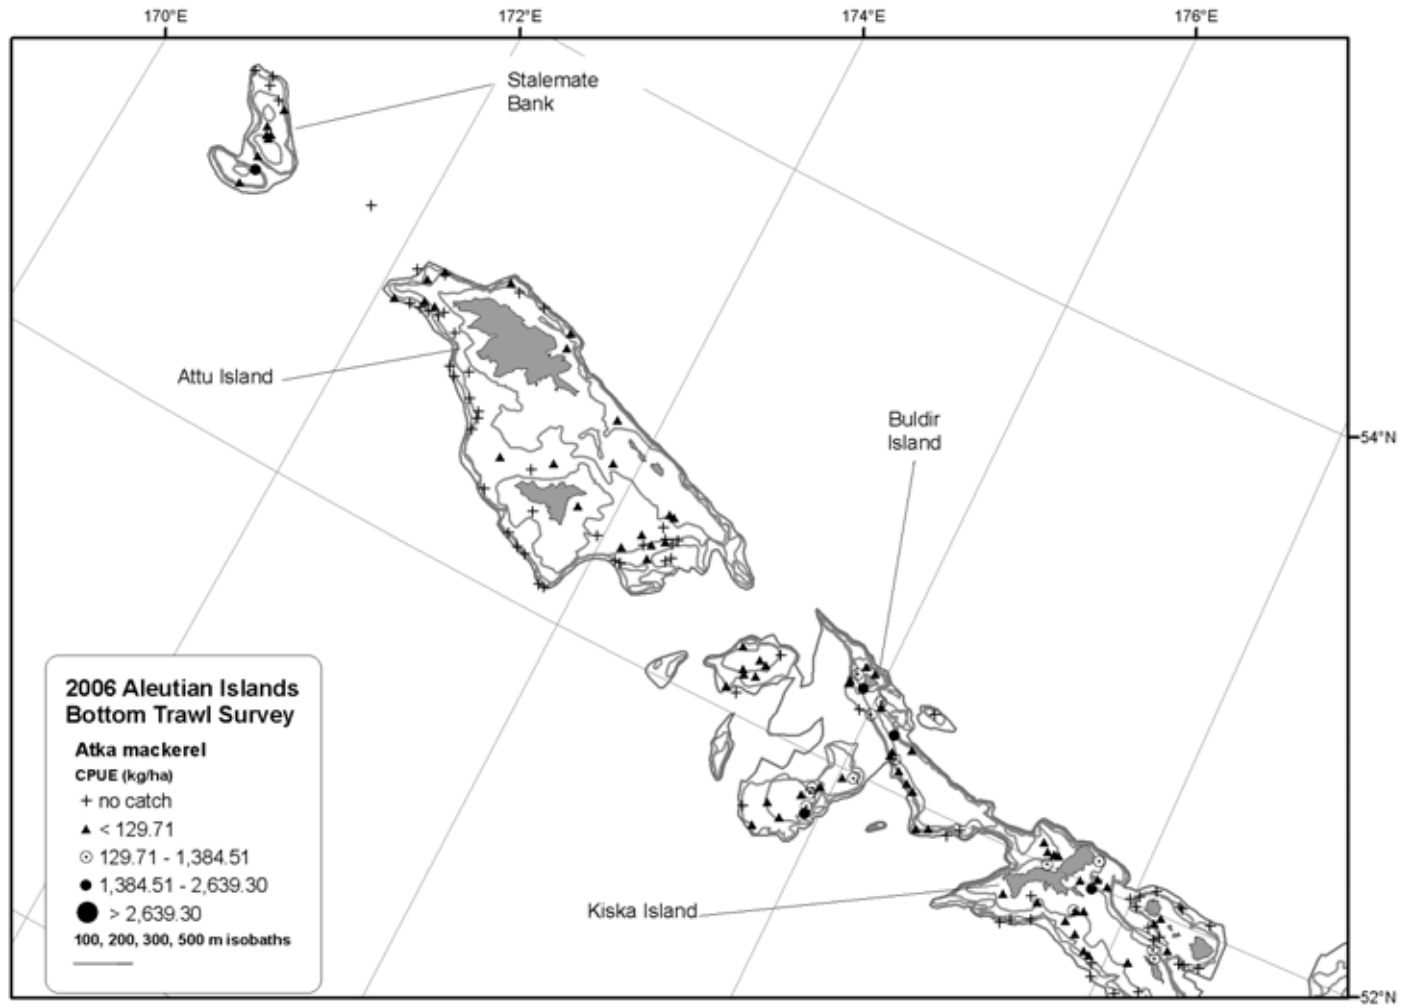 170°E
172°E
174°E
176°E
Stalemate
Bank
Attu Island
Buldir
Island
54°N
2006 Aleutian Islands
Bottom Trawl Survey
Atka mackerel
CPUE (kg/ha)
no catch
< 129.71
129.71 - 1,384.51
1,384.51 - 2,639.30
> 2,639.30
100, 200, 300, 500 m isobaths
Kiska Island
52°N